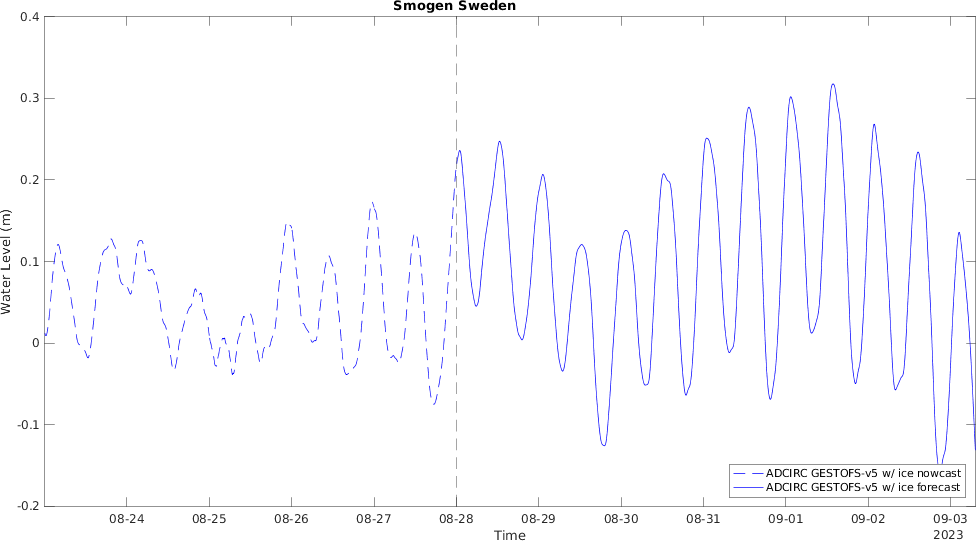 Smogen Sweden
0.4
0.3
0.2
0.1
0
-0.1
-0.2
Water Level (m)
ADCIRC GESTOFS-v5 w/ ice nowcast
ADCIRC GESTOFS-v5 w/ ice forecast
08-24 08-25 08-26 08-27 08-28 08-29 08-30 08-31 09-01 09-02 09-03
2023
Time